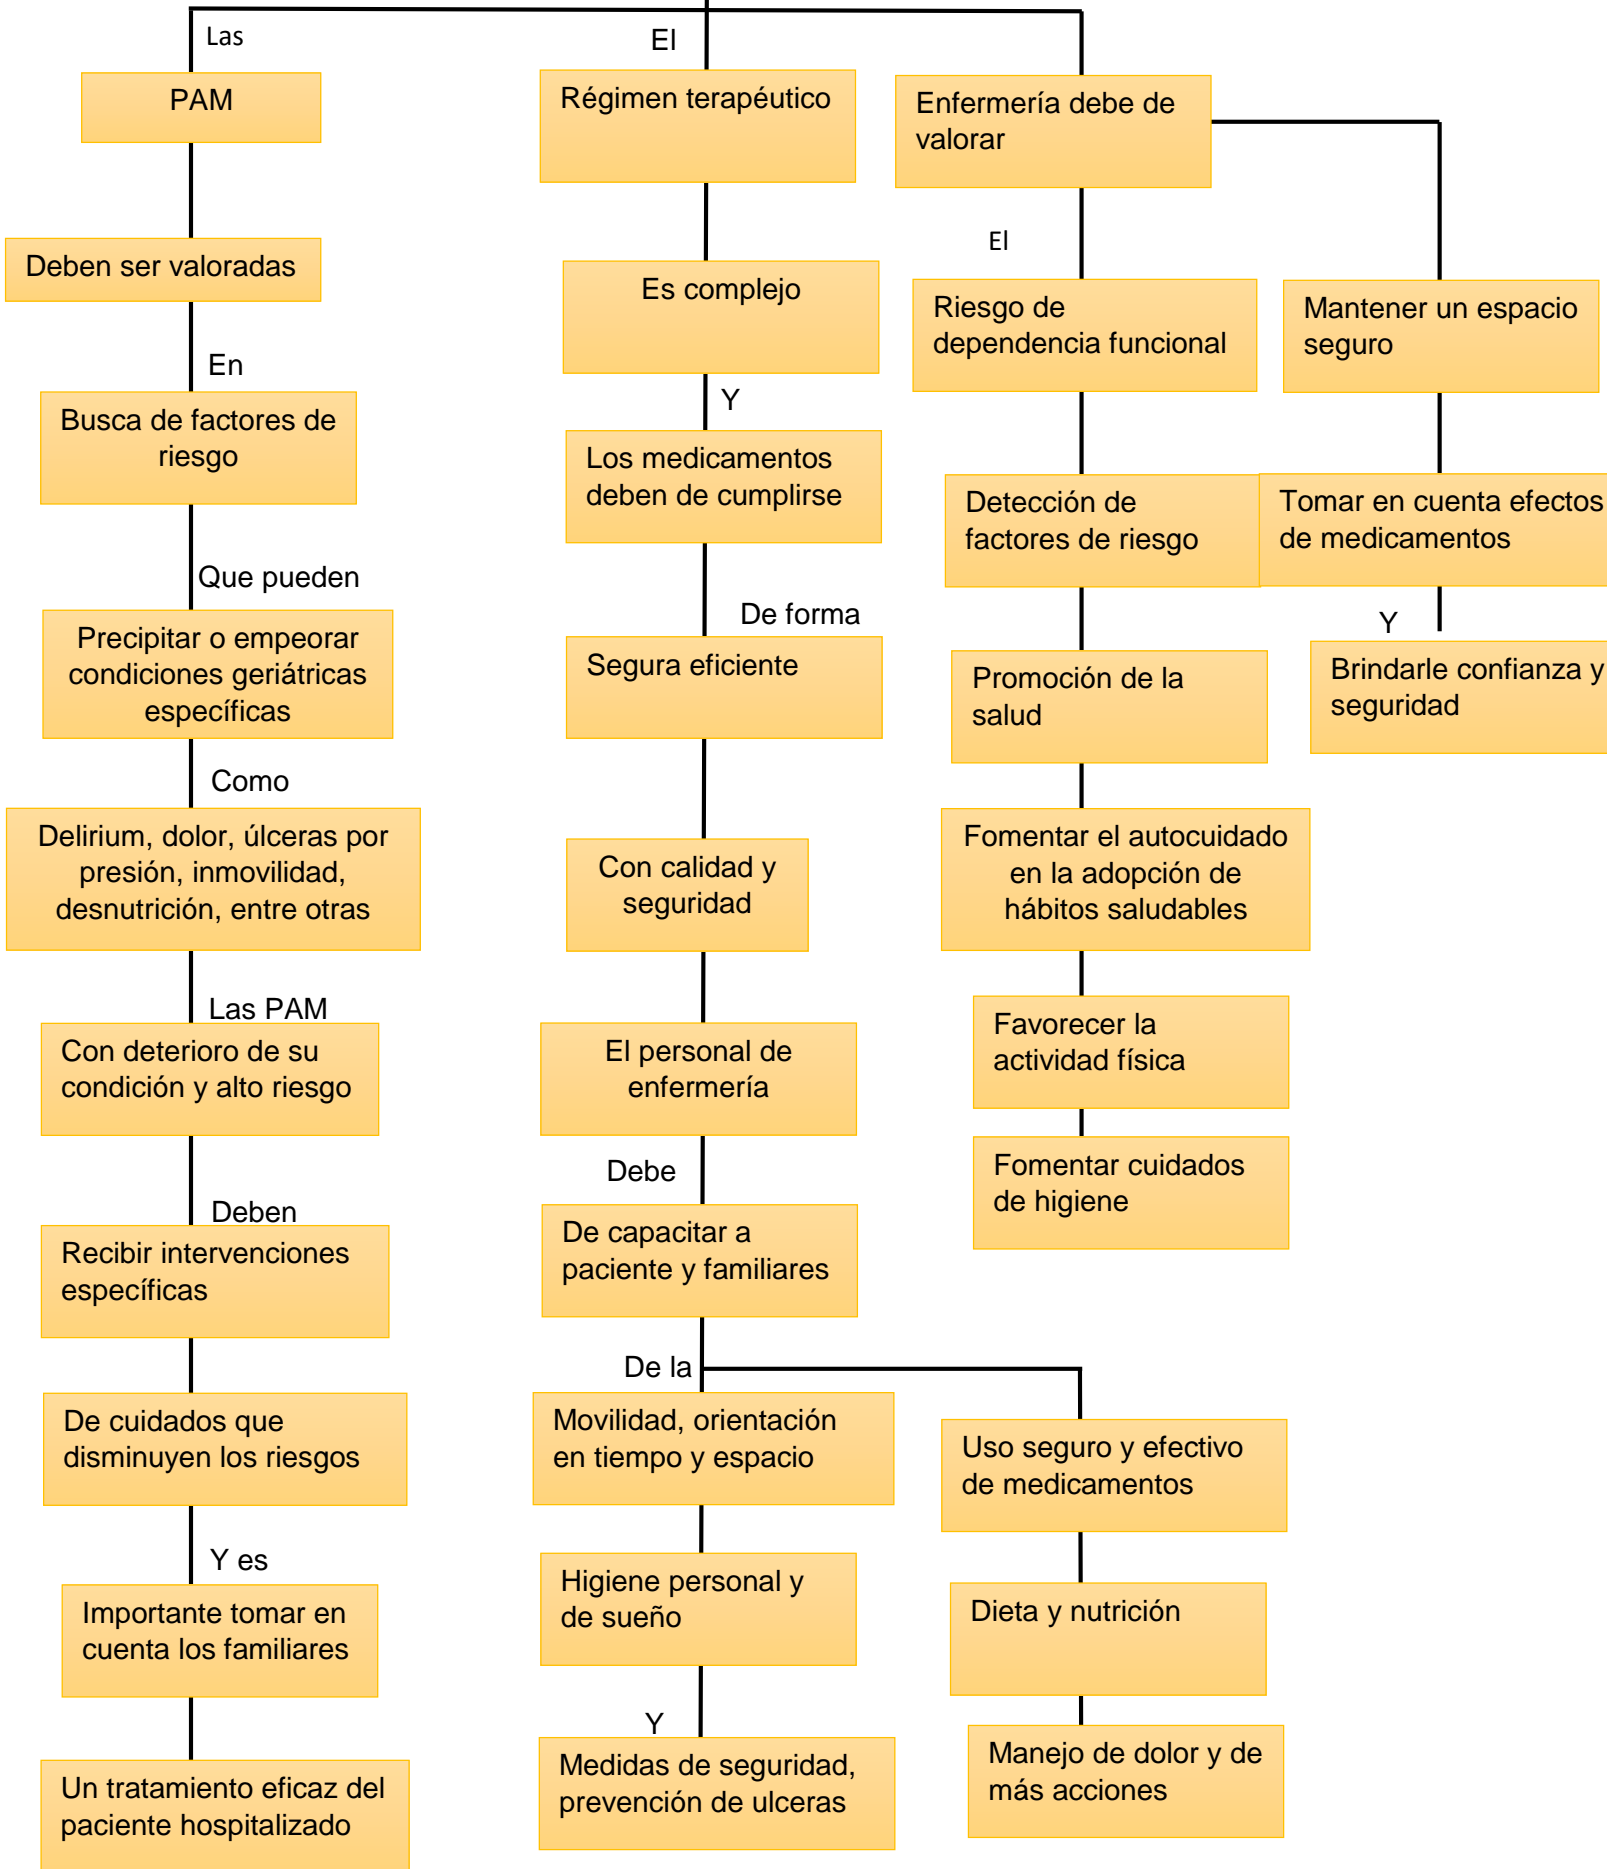 Las
PAM
Deben ser valoradas
En
Busca de factores de
riesgo
Que pueden
Precipitar o empeorar
condiciones geriátricas
específicas
Como
Delirium, dolor, úlceras por
presión, inmovilidad,
desnutrición, entre otras
Las PAM
Con deterioro de su
condición y alto riesgo
Deben
Recibir intervenciones
específicas
De cuidados que
disminuyen los riesgos
Y es
Importante tomar en
cuenta los familiares
Un tratamiento eficaz del
paciente hospitalizado
El
Régimen terapéutico
Es complejo
Y
Los medicamentos
deben de cumplirse
De forma
Segura eficiente
Con calidad y
seguridad
El personal de
enfermería
Debe
De capacitar a
paciente y familiares
De la
Movilidad, orientación
en tiempo y espacio
Higiene personal y
de sueño
Y
Medidas de seguridad,
prevención de ulceras
Uso seguro y efectivo
de medicamentos
Dieta y nutrición
Manejo de dolor y de
más acciones
Enfermería debe de
valorar
El
Riesgo de
dependencia funcional
Detección de
factores de riesgo
Promoción de la
salud
Fomentar el autocuidado
en la adopción de
hábitos saludables
Favorecer la
actividad física
Fomentar cuidados
de higiene
Mantener un espacio
seguro
Tomar en cuenta efectos
de medicamentos
Y
Brindarle confianza y
seguridad